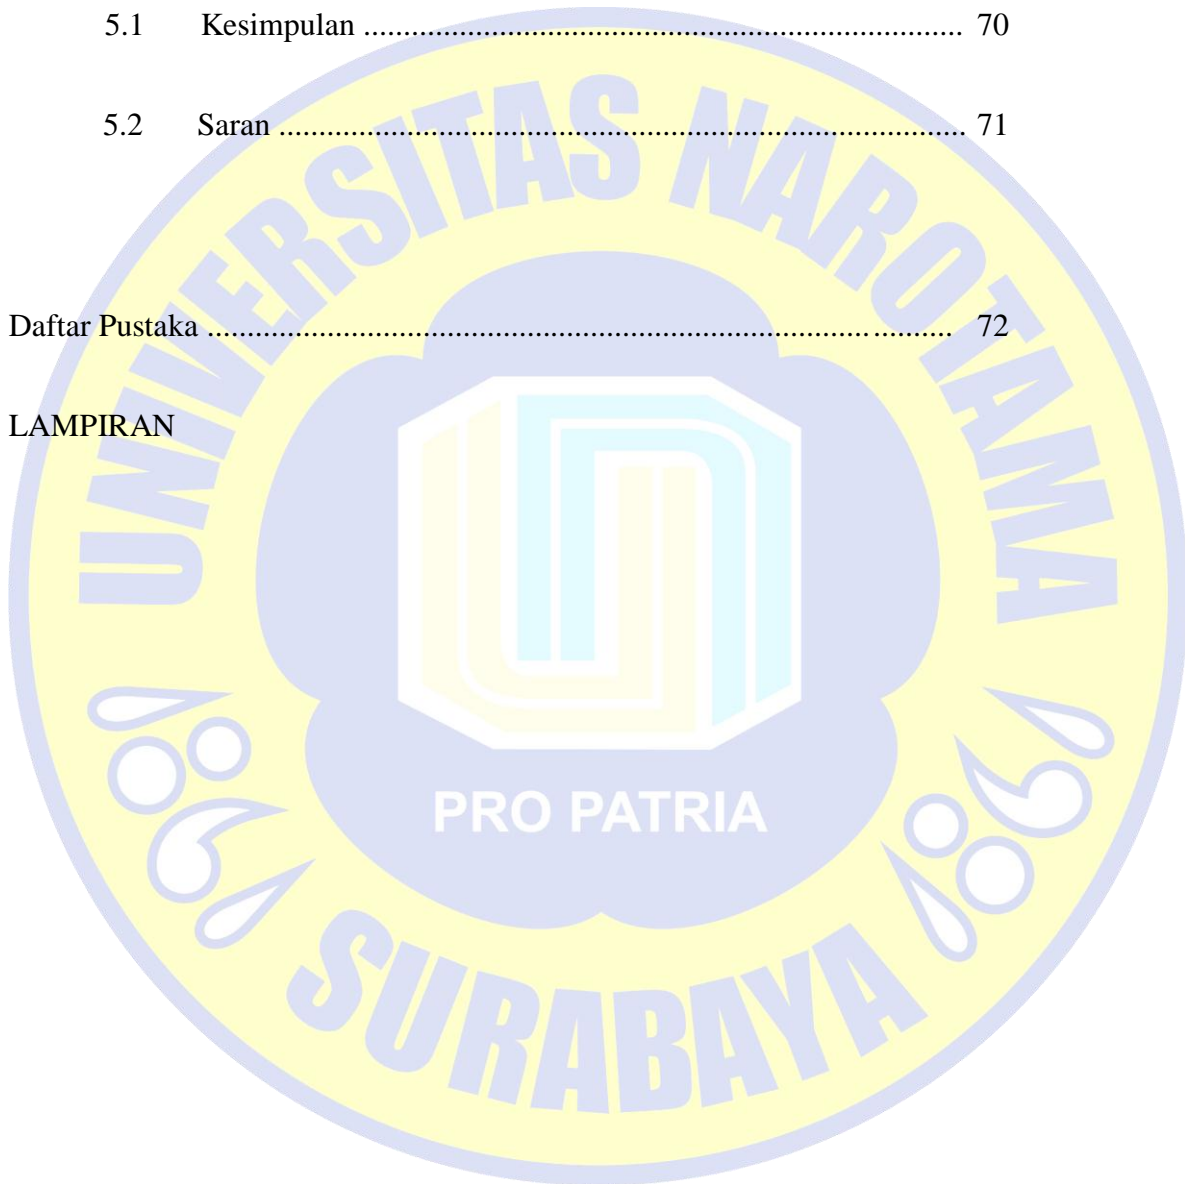 5.1 Kesimpulan ............................................................................ 70
5.2 Saran ....................................................................................... 71
Daftar Pustaka .............................................................................................. 72
LAMPIRAN
UNIVERSITAS NAROTAMA
PRO PATRIA
SURABAYA